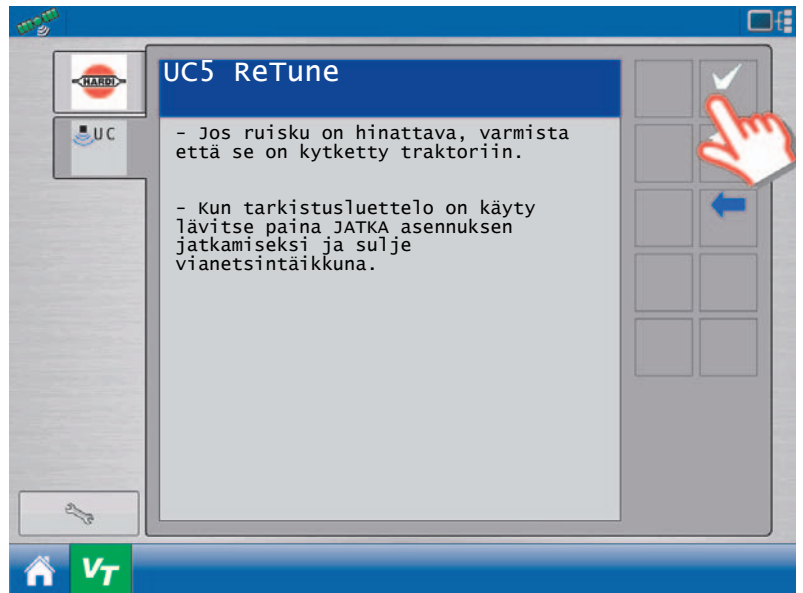 HARDI
UC5 ReTune
UC
- Jos ruisku on hinattava, varmista
että se on kytketty traktoriin.
- Kun tarkistusluettelo on käyty
lävitse paina JATKA asennuksen
jatkamiseksi ja sulje
vianetsintäikkuna.
VT